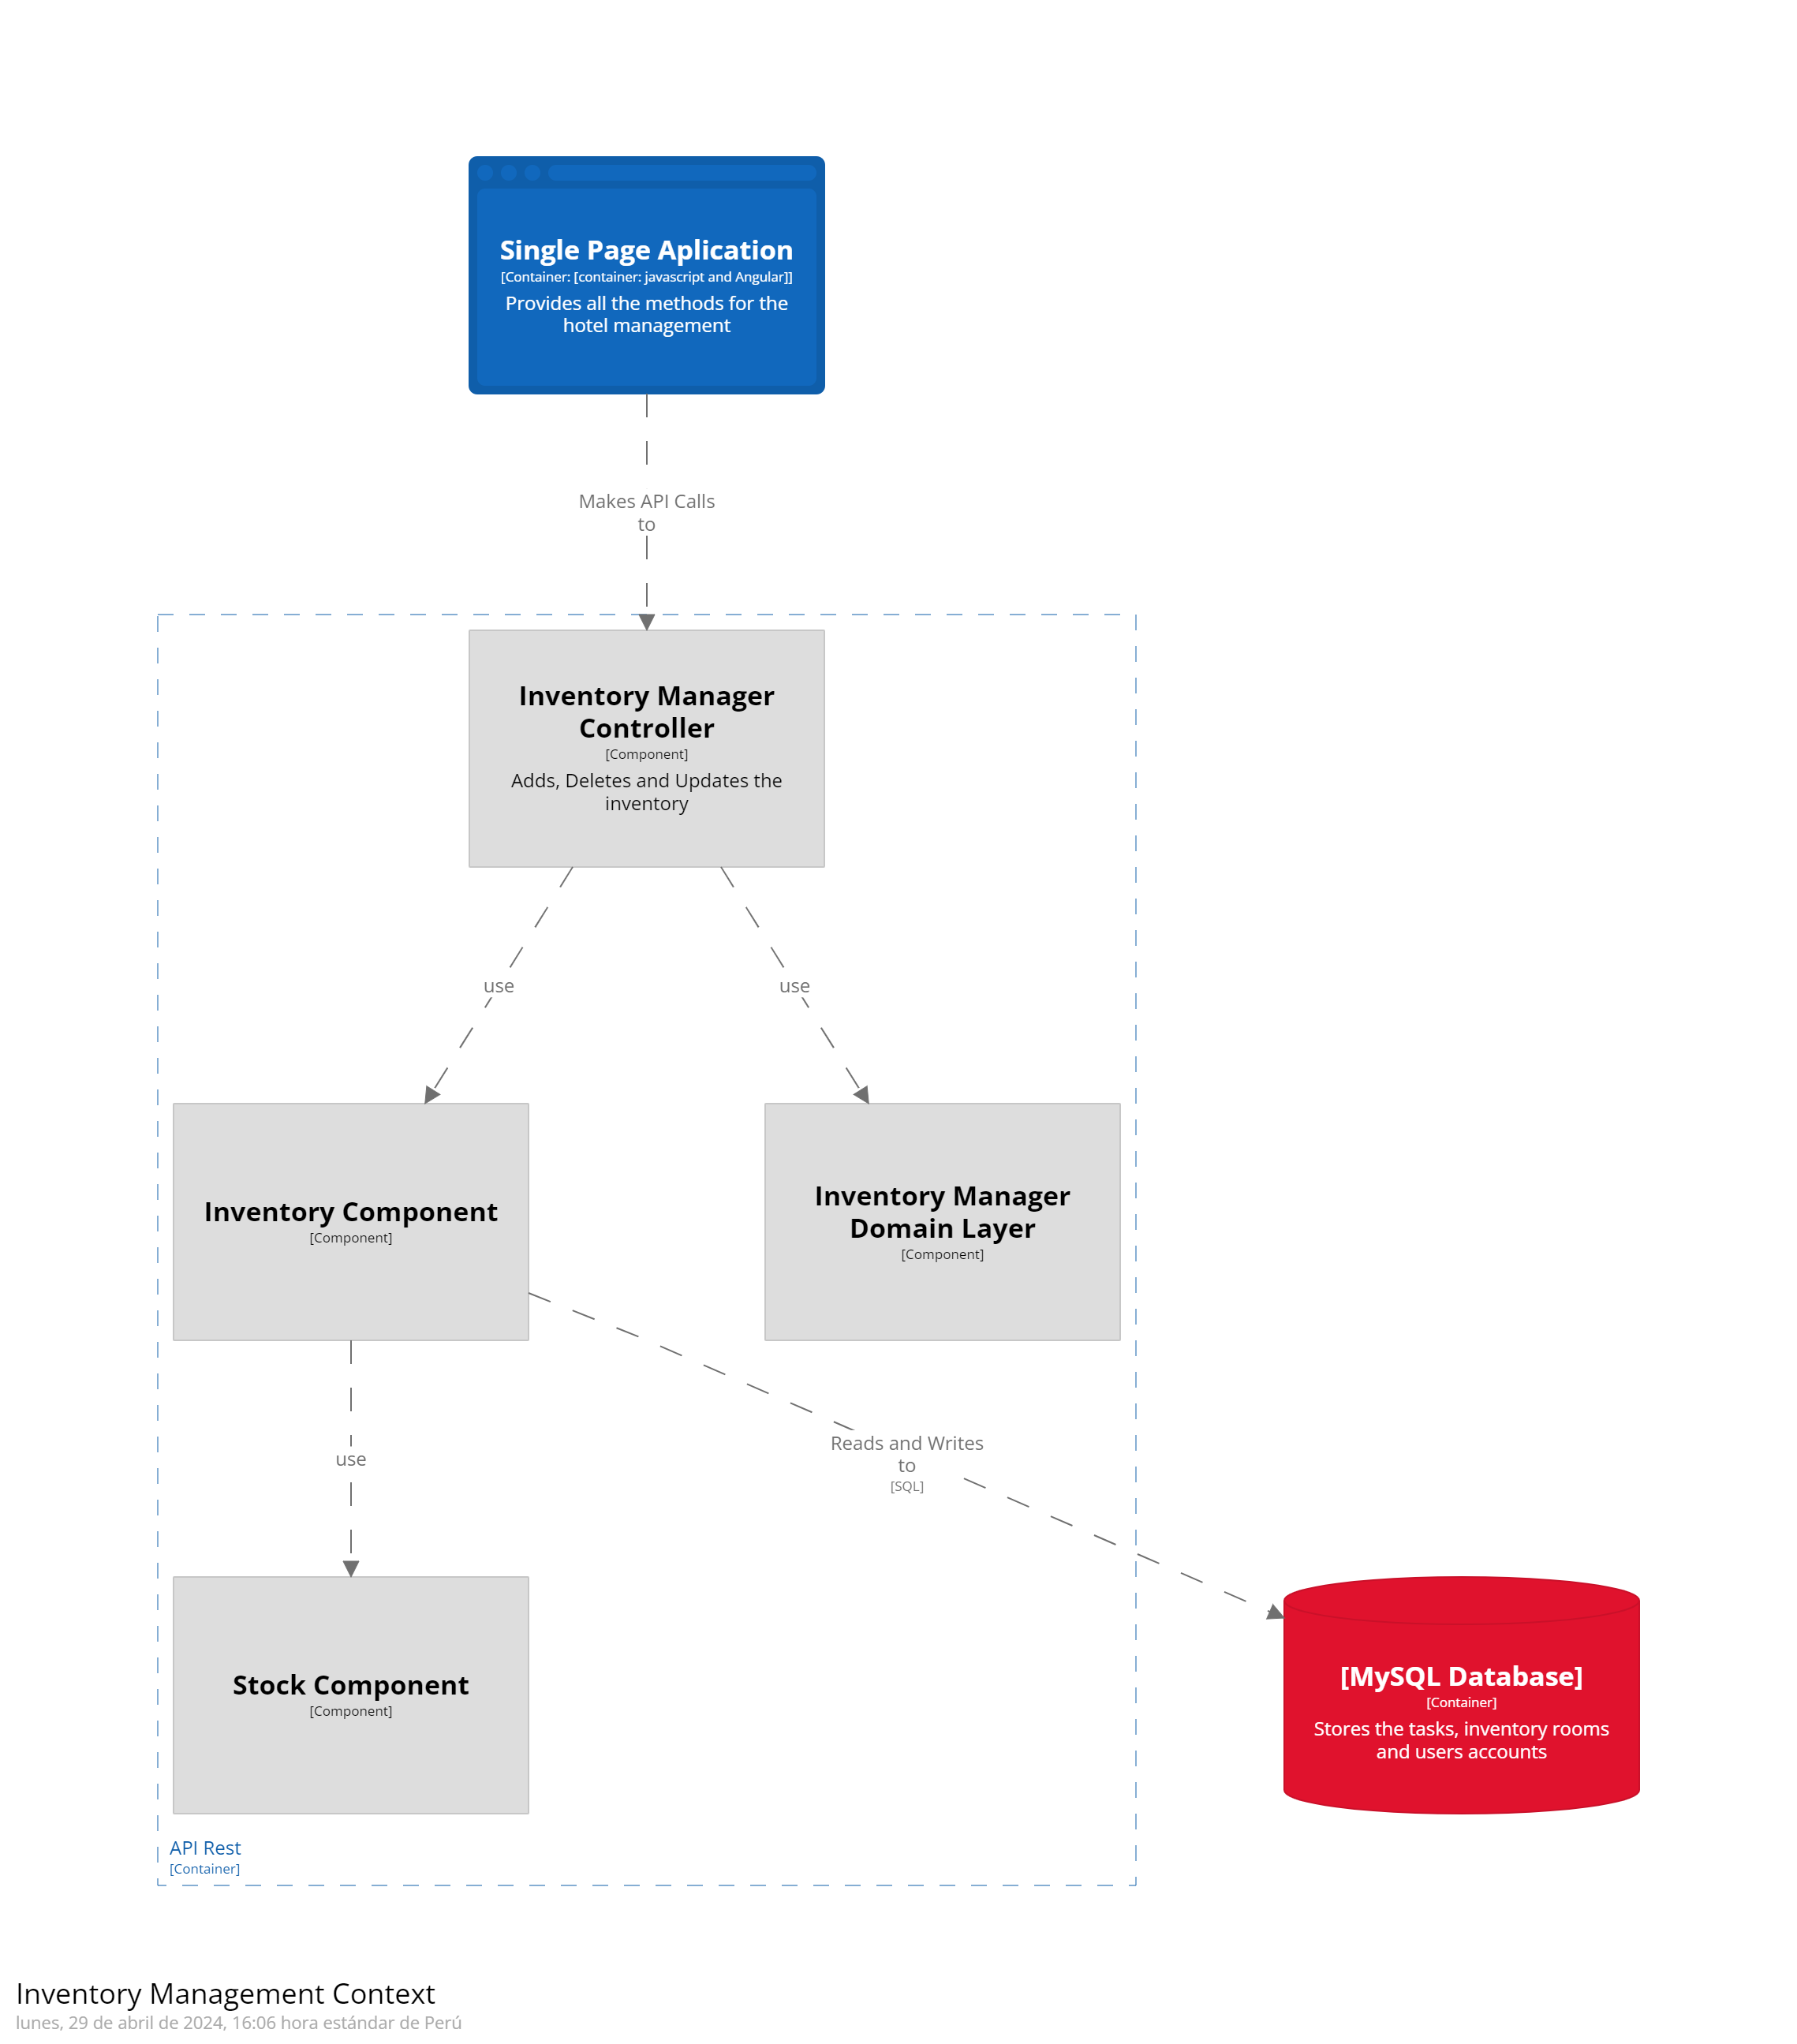 Single Page Aplication
[Container: [container: javascript and Angular]]
Provides all the methods for the
hotel management
Makes API Calls
to
Inventory Manager
Controller
[Component]
Adds, Deletes and Updates the
inventory
use
use
Inventory Component
[Component]
Inventory Manager
Domain Layer
[Component]
use
Reads and Writes
to
[SQL]
Stock Component
[Component]
[MySQL Database]
[Container]
Stores the tasks, inventory rooms
and users accounts
API Rest
[Container]
Inventory Management Context
lunes, 29 de abril de 2024, 16:06 hora estándar de Perú